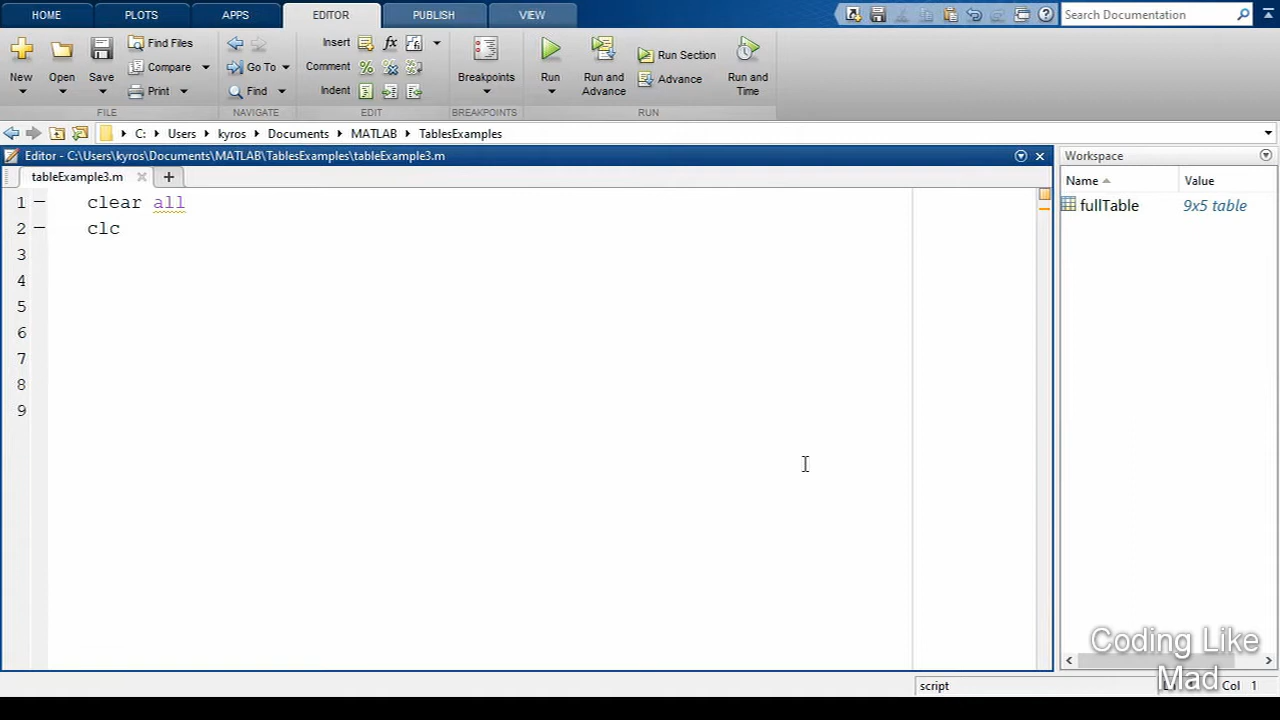 HOME PLOTS APPS EDITOR PUBLISH VIEW Search Documentation
New Open Save Find Files Compare Print
FILE
Go To Find
NAVIGATE
Insert fx
Comment
Indent
EDIT
Breakpoints
BREAKPOINTS
Run Run and Advance Run Section Advance Run and Time
RUN
C: Users kyros Documents MATLAB TablesExamples
Editor - C:\Users\kyros\Documents\MATLAB\TablesExamples\tableExample3.m
tableExample3.m
1 clear all
2 clc
3
4
5
6
7
8
9
Workspace
Name Value
fullTable 9x5 table
Coding Like
Mad
script Col 1